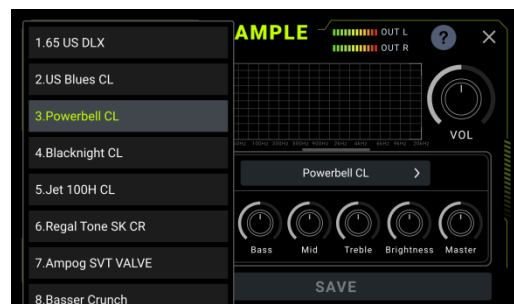 1.65 US DLX
2.US Blues CL
3.Powerbell CL
4.Blacknight CL
5.Jet 100H CL
6.Regal Tone SK CR
7.Ampog SVT VALVE
8.Basser Crunch
AMPLE
OUT L
OUT R
?
VOL
Powerbell CL
Bass Mid Treble Brightness Master
SAVE